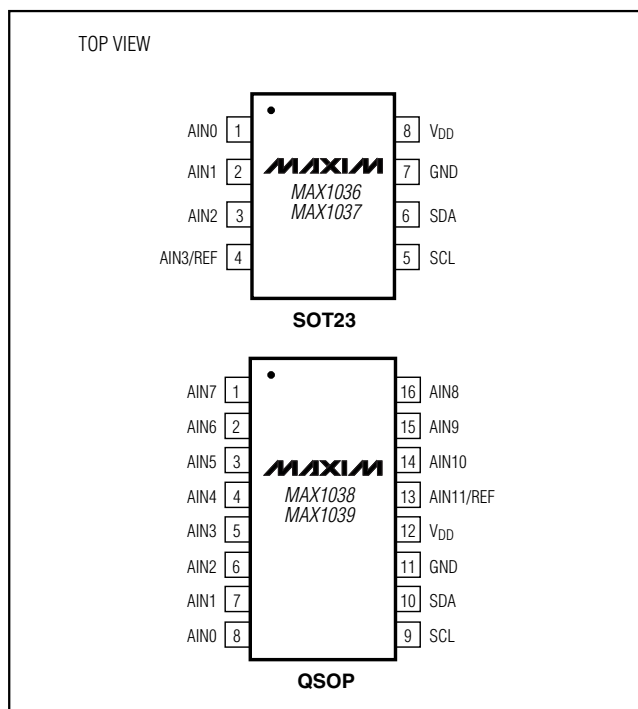 TOP VIEW
AIN0 1 8 VDD
AIN1 2 MAXIM 7 GND
MAX1036
AIN2 3 MAX1037 6 SDA
AIN3/REF 4 5 SCL
SOT23
AIN7 1 16 AIN8
AIN6 2 15 AIN9
AIN5 3 MAXIM 14 AIN10
AIN4 4 MAX1038 13 AIN11/REF
MAX1039
AIN3 5 12 VDD
AIN2 6 11 GND
AIN1 7 10 SDA
AIN0 8 9 SCL
QSOP